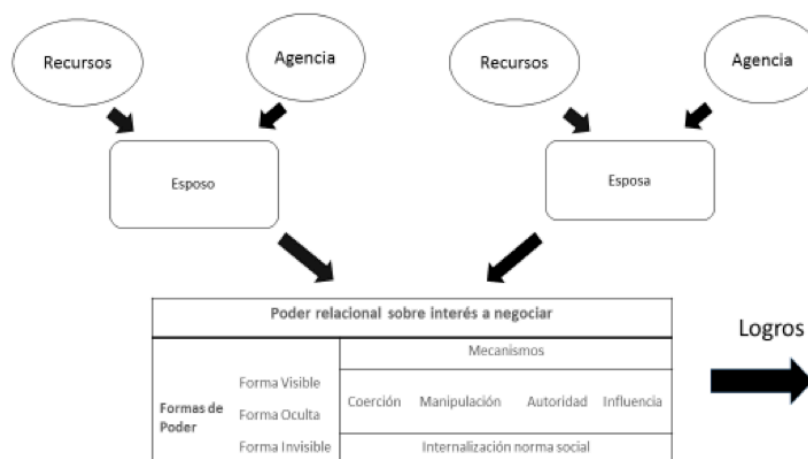 Recursos
Agencia
Recursos
Agencia
Esposo
Esposa
Poder relacional sobre interés a negociar
Logros
Mecanismos
Formas de Poder
Forma Visible
Forma Oculta
Forma Invisible
Coerción Manipulación Autoridad Influencia
Internalización norma social